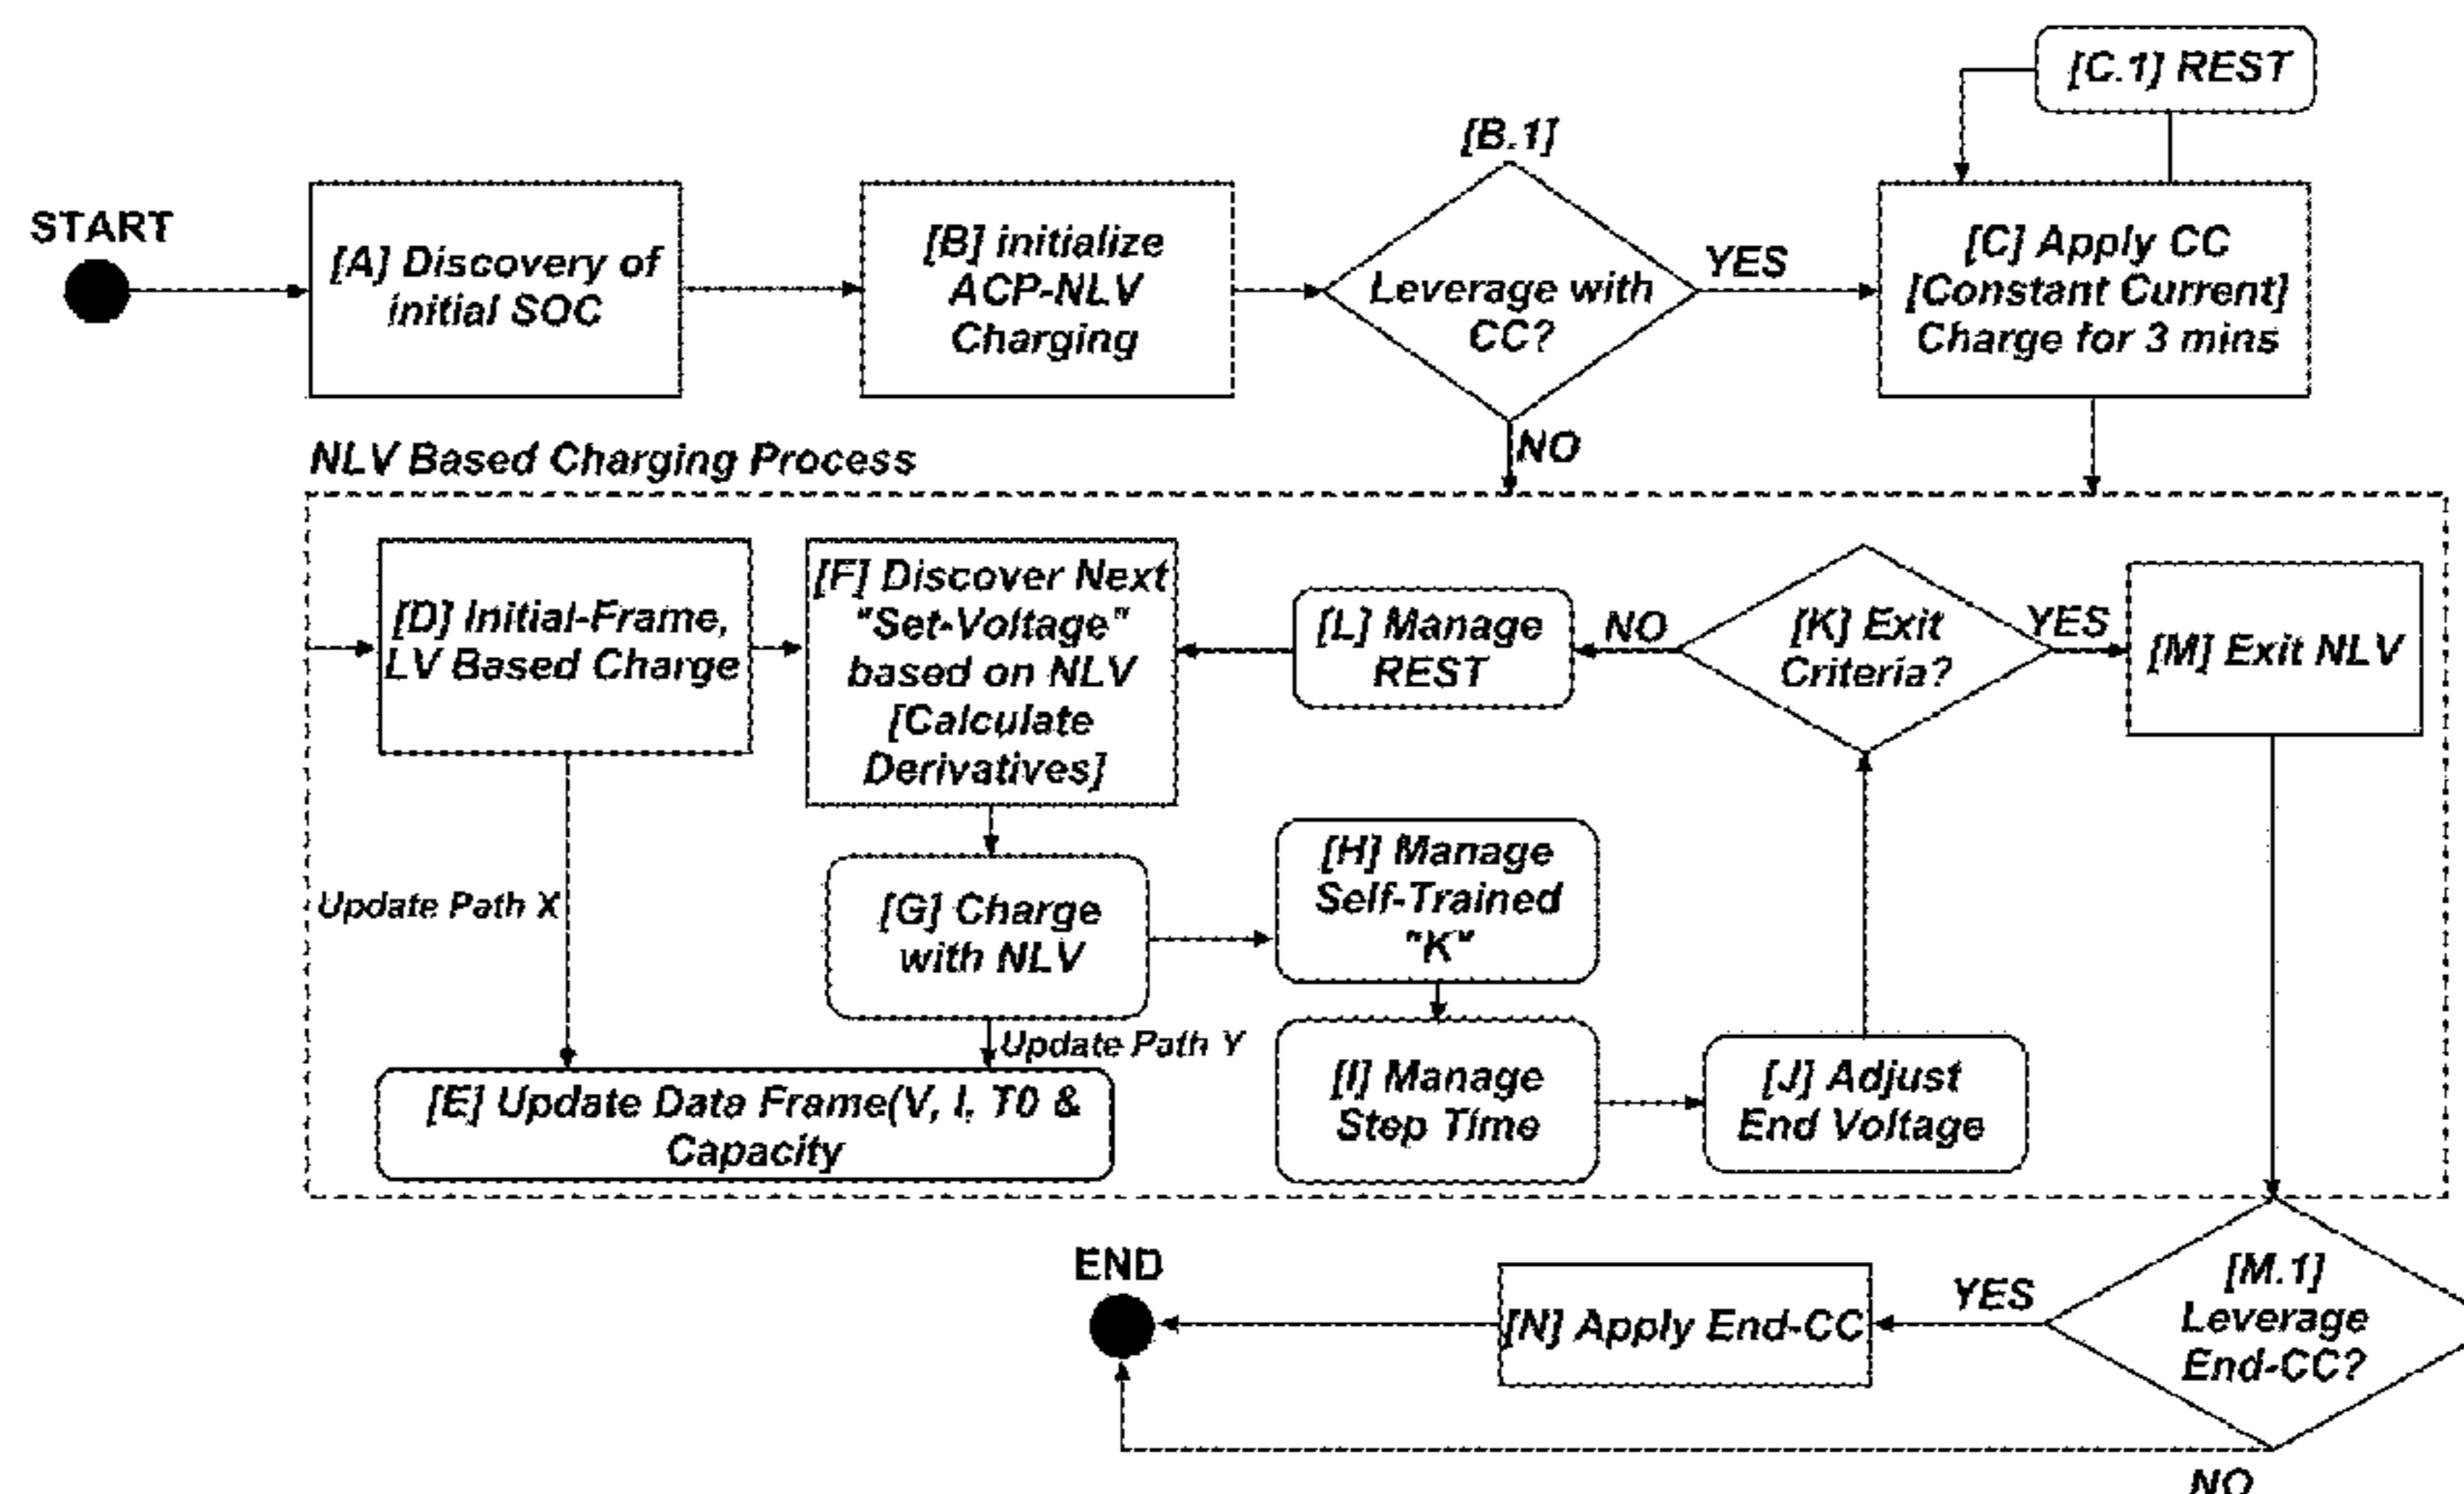 [C.1] REST
[B.1]
START
[A] Discovery of
initial SOC
[B] initialize
ACP-NLV
Charging
Leverage with
CC?
YES
[C] Apply CC
[Constant Current]
Charge for 3 mins
NO
NLV Based Charging Process
[D] Initial-Frame,
LV Based Charge
[F] Discover Next
"Set-Voltage"
based on NLV
[Calculate
Derivatives]
[L] Manage
REST
NO
[K] Exit
Criteria?
YES
[M] Exit NLV
Update Path X
[G] Charge
with NLV
[H] Manage
Self-Trained
"K"
Update Path Y
[E] Update Data Frame(V, I, T0 &
Capacity
[I] Manage
Step Time
[J] Adjust
End Voltage
END
[N] Apply End-CC
YES
[M.1]
Leverage
End-CC?
NO